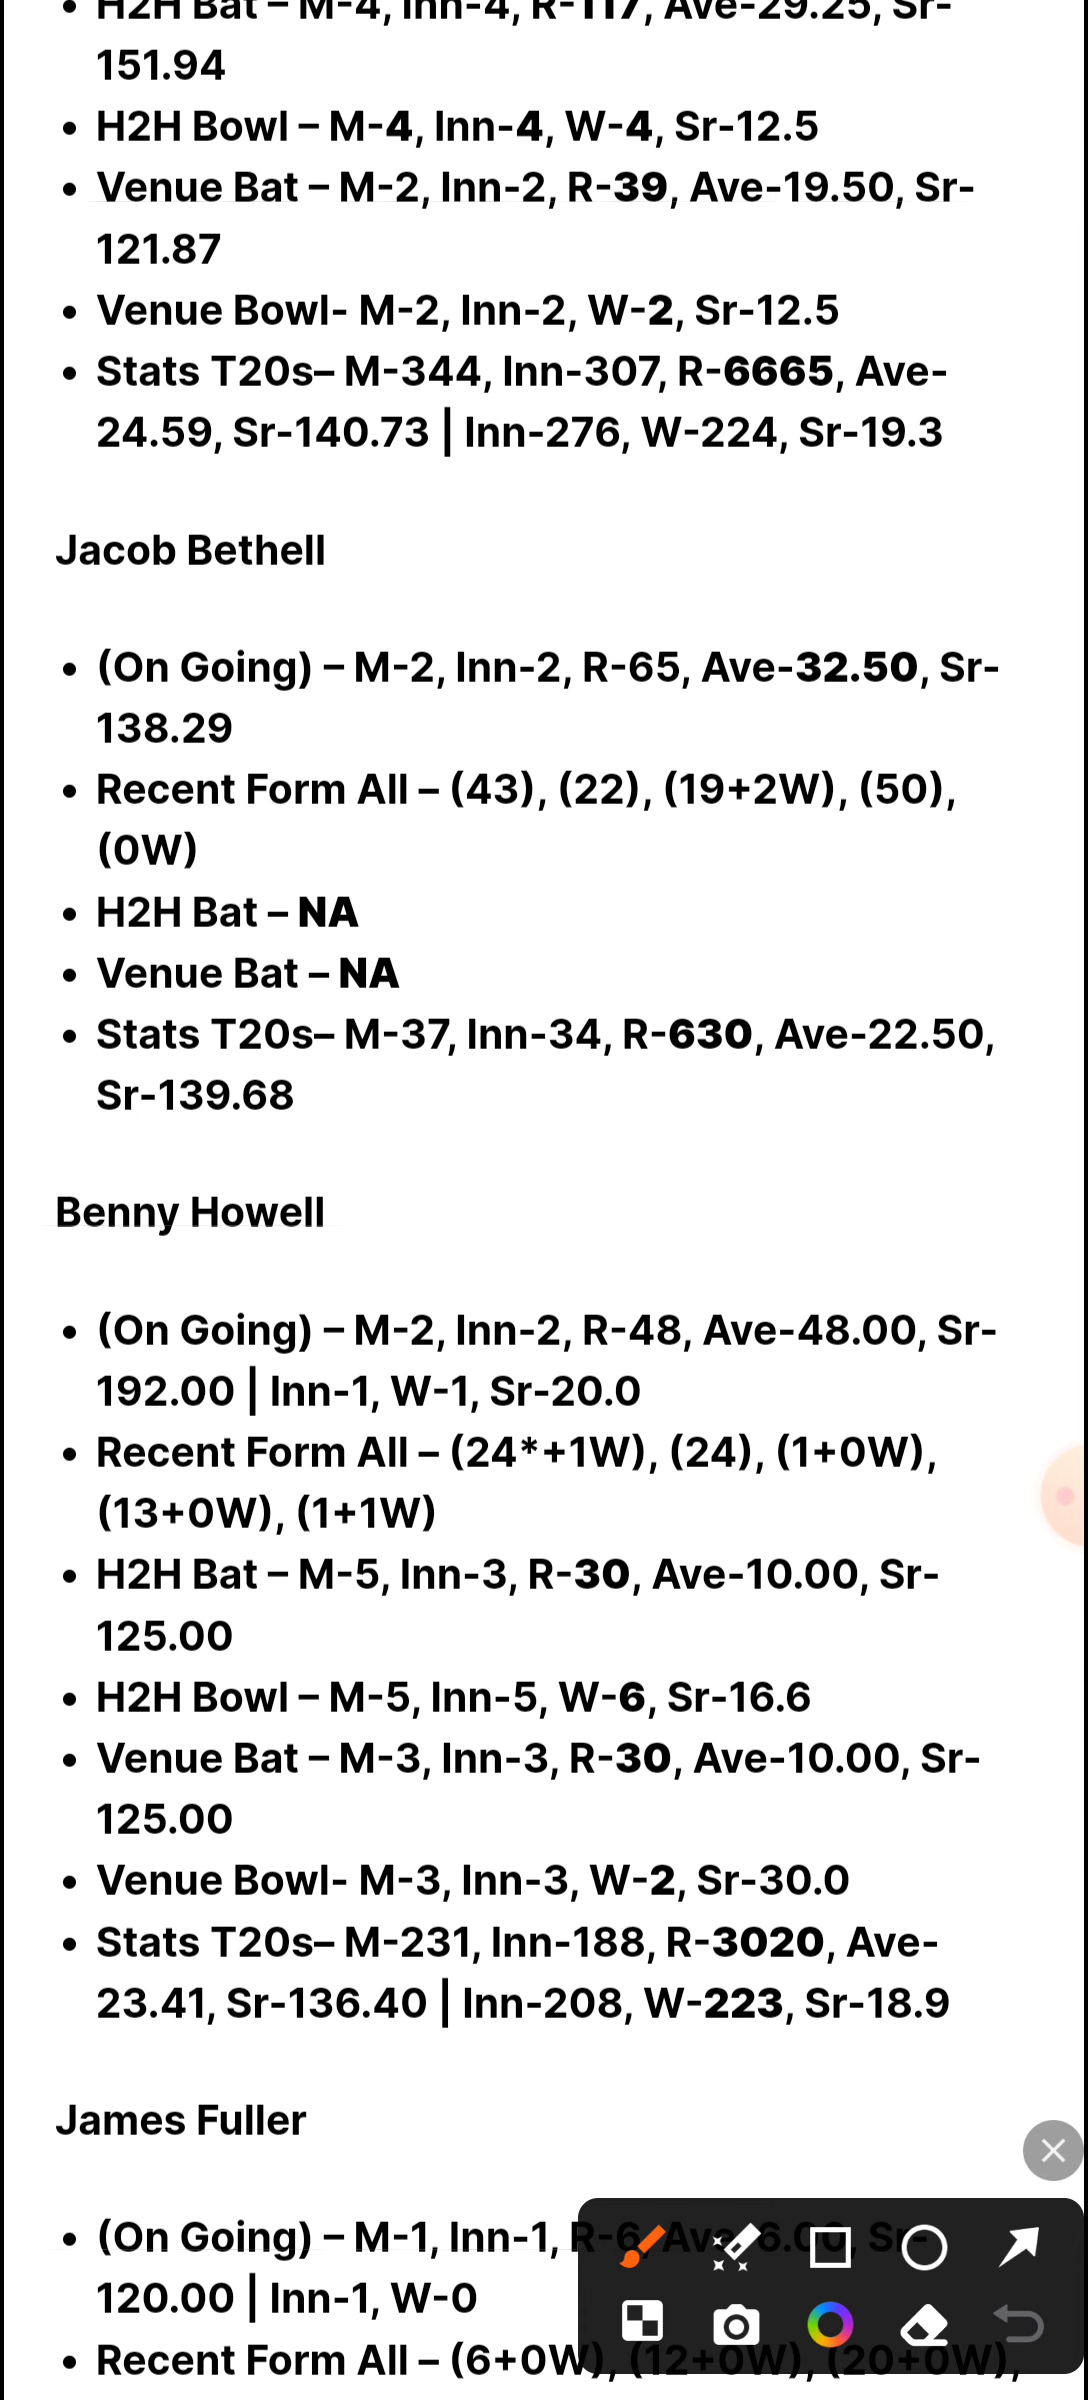 • H2H Bat – M-4, Inn-4, R-117, Ave-29.25, Sr-
151.94
• H2H Bowl – M-4, Inn-4, W-4, Sr-12.5
• Venue Bat – M-2, Inn-2, R-39, Ave-19.50, Sr-
121.87
• Venue Bowl- M-2, Inn-2, W-2, Sr-12.5
• Stats T20s– M-344, Inn-307, R-6665, Ave-
24.59, Sr-140.73 | Inn-276, W-224, Sr-19.3
Jacob Bethell
• (On Going) – M-2, Inn-2, R-65, Ave-32.50, Sr-
138.29
• Recent Form All – (43), (22), (19+2W), (50),
(0W)
• H2H Bat – NA
• Venue Bat – NA
• Stats T20s– M-37, Inn-34, R-630, Ave-22.50,
Sr-139.68
Benny Howell
• (On Going) – M-2, Inn-2, R-48, Ave-48.00, Sr-
192.00 | Inn-1, W-1, Sr-20.0
• Recent Form All – (24*+1W), (24), (1+0W),
(13+0W), (1+1W)
• H2H Bat – M-5, Inn-3, R-30, Ave-10.00, Sr-
125.00
• H2H Bowl – M-5, Inn-5, W-6, Sr-16.6
• Venue Bat – M-3, Inn-3, R-30, Ave-10.00, Sr-
125.00
• Venue Bowl- M-3, Inn-3, W-2, Sr-30.0
• Stats T20s– M-231, Inn-188, R-3020, Ave-
23.41, Sr-136.40 | Inn-208, W-223, Sr-18.9
James Fuller
• (On Going) – M-1, Inn-1, R-6, Ave-6.00, Sr-
120.00 | Inn-1, W-0
• Recent Form All – (6+0W), (12+0W), (20+0W),